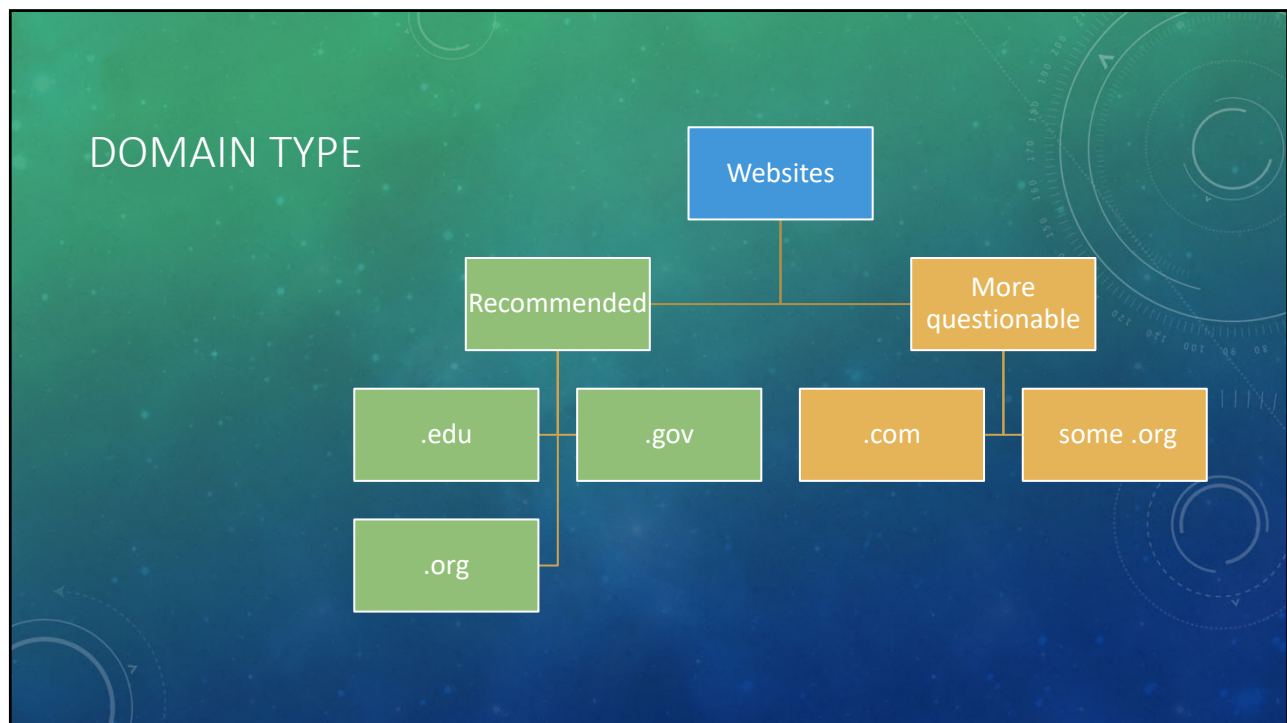 DOMAIN TYPE
Websites
Recommended
More
questionable
.edu
.gov
.com
some .org
.org